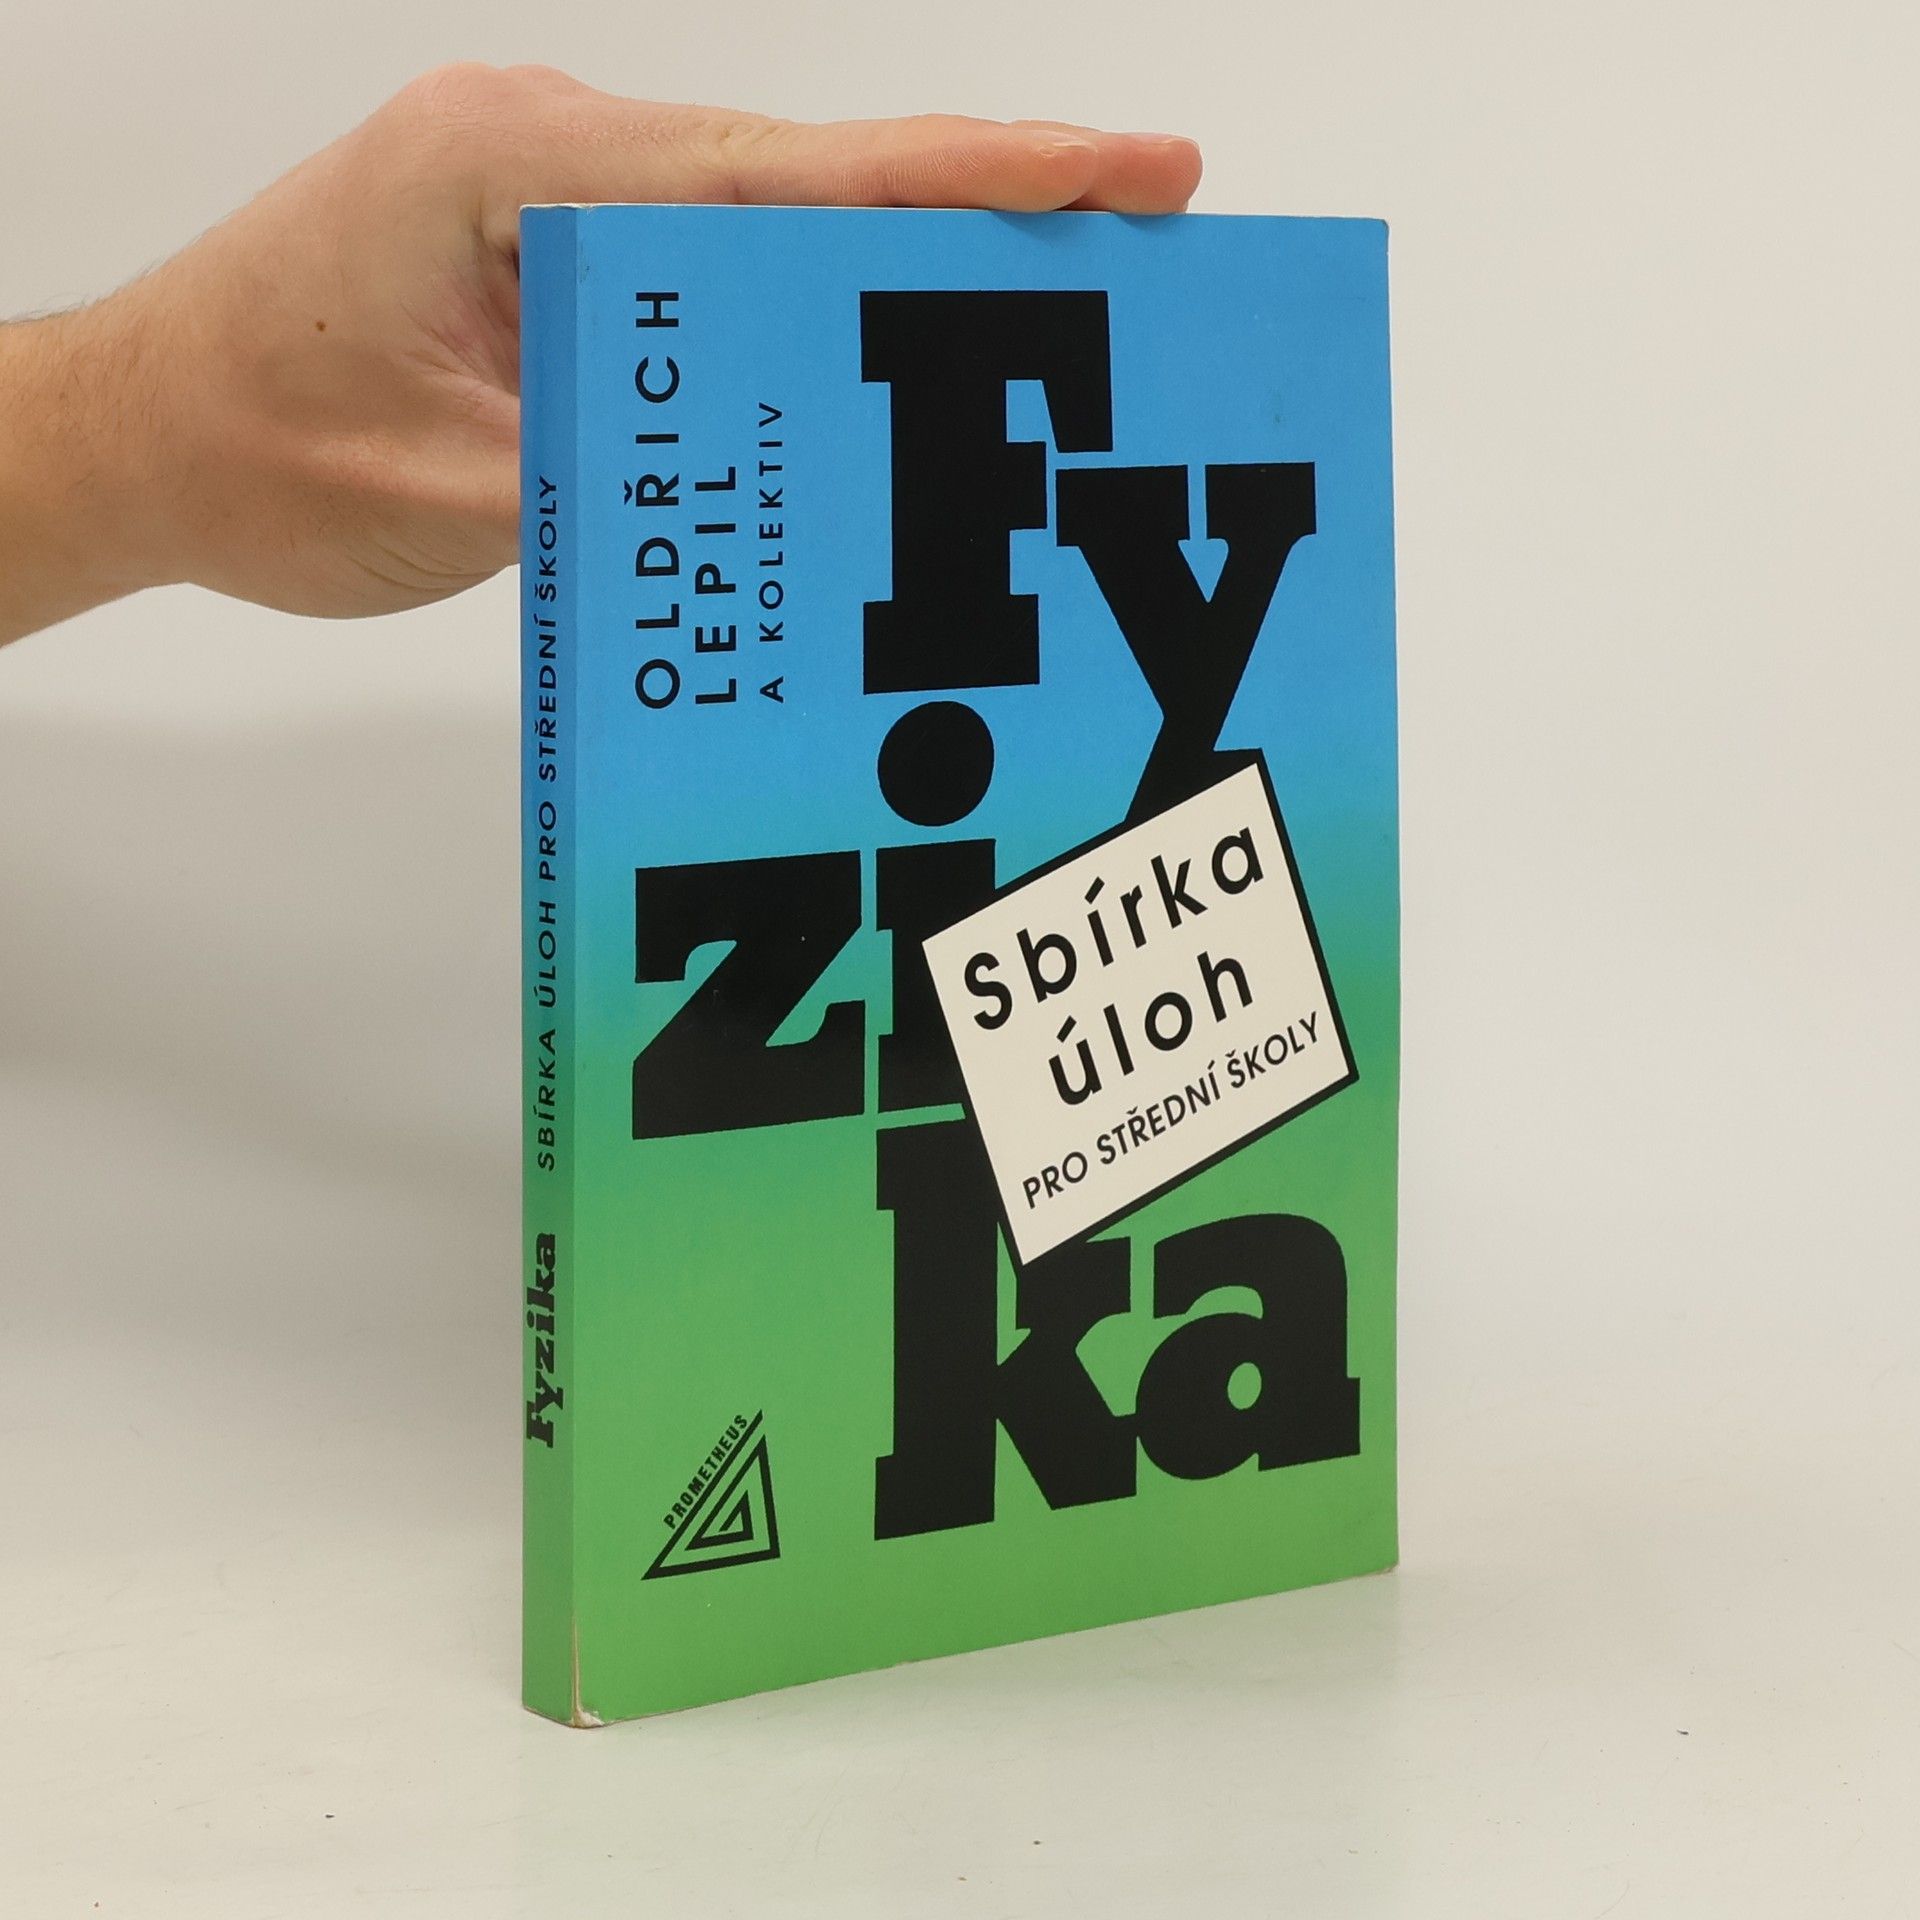 OLDŘICH
LEPIL
A KOLEKTIV
Fy
zi
ka
Sbírka
úloh
PRO STŘEDNÍ ŠKOLY
PROMETHEUS
Fyzika SBÍRKA ÚLOH PRO STŘEDNÍ ŠKOLY